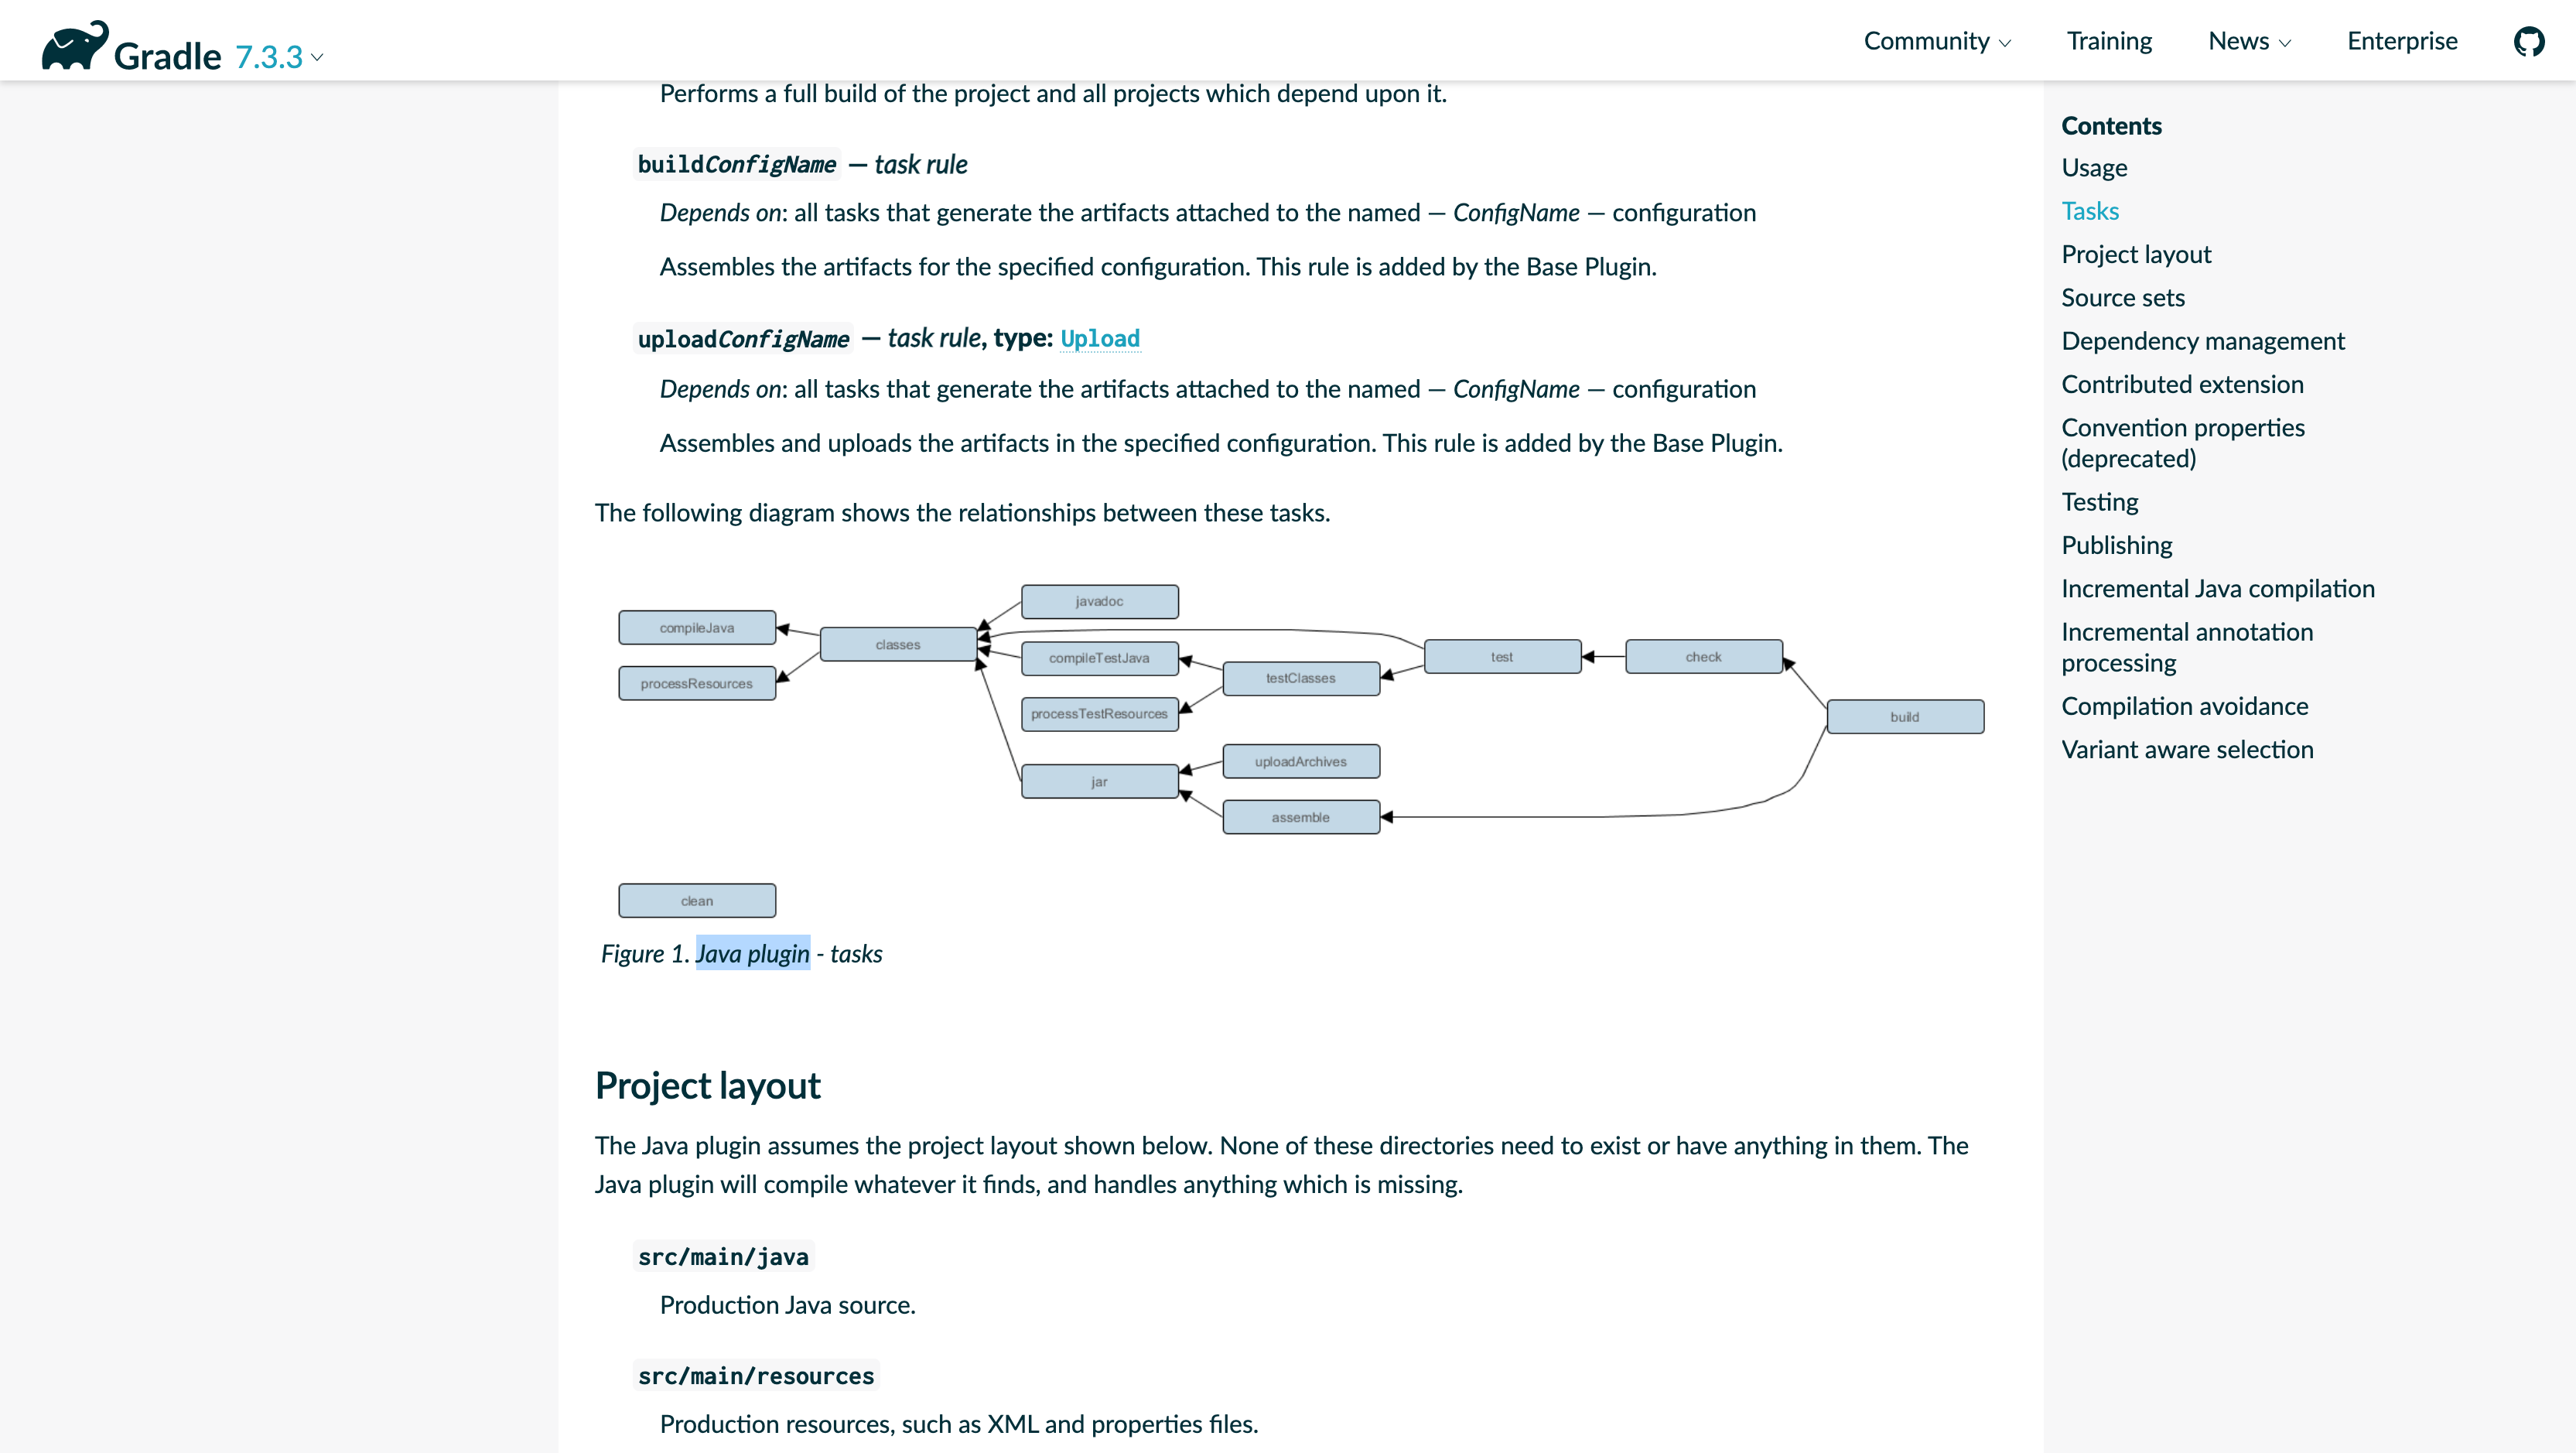 Gradle 7.3.3
Community
Training
News
Enterprise
Performs a full build of the project and all projects which depend upon it.
buildConfigName — task rule
Depends on: all tasks that generate the artifacts attached to the named — ConfigName — configuration
Assembles the artifacts for the specified configuration. This rule is added by the Base Plugin.
uploadConfigName — task rule, type: Upload
Depends on: all tasks that generate the artifacts attached to the named — ConfigName — configuration
Assembles and uploads the artifacts in the specified configuration. This rule is added by the Base Plugin.
The following diagram shows the relationships between these tasks.
compileJava
processResources
classes
javadoc
compileTestJava
processTestResources
jar
testClasses
uploadArchives
assemble
test
check
build
clean
Figure 1. Java plugin - tasks
Project layout
The Java plugin assumes the project layout shown below. None of these directories need to exist or have anything in them. The
Java plugin will compile whatever it finds, and handles anything which is missing.
src/main/java
Production Java source.
src/main/resources
Production resources, such as XML and properties files.
Contents
Usage
Tasks
Project layout
Source sets
Dependency management
Contributed extension
Convention properties
(deprecated)
Testing
Publishing
Incremental Java compilation
Incremental annotation
processing
Compilation avoidance
Variant aware selection